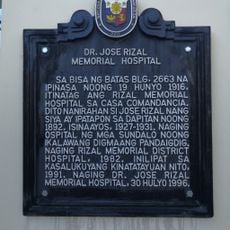 DR. JOSE RIZAL
MEMORIAL HOSPITAL
SA BISA NG BATAS BLG. 2663 NA
IPINASA NOONG 19 HUNYO 1916,
ITINATAG ANG RIZAL MEMORIAL
HOSPITAL SA CASA COMANDANCIA.
DITO NANIRAHAN SI JOSE RIZAL NANG
SIYA AY IPATAPON SA DAPITAN NOONG
1892. ISINAAYOS, 1927-1931. NAGING
OSPITAL NG MGA SUNDALO NOONG
IKALAWANG DIGMAANG PANDAIGDIG.
NAGING RIZAL MEMORIAL DISTRICT
HOSPITAL, 1982. INILIPAT SA
KASALUKUYANG KINATATAYUAN NITO,
1991. NAGING DR. JOSE RIZAL
MEMORIAL HOSPITAL, 30 HULYO 1996.